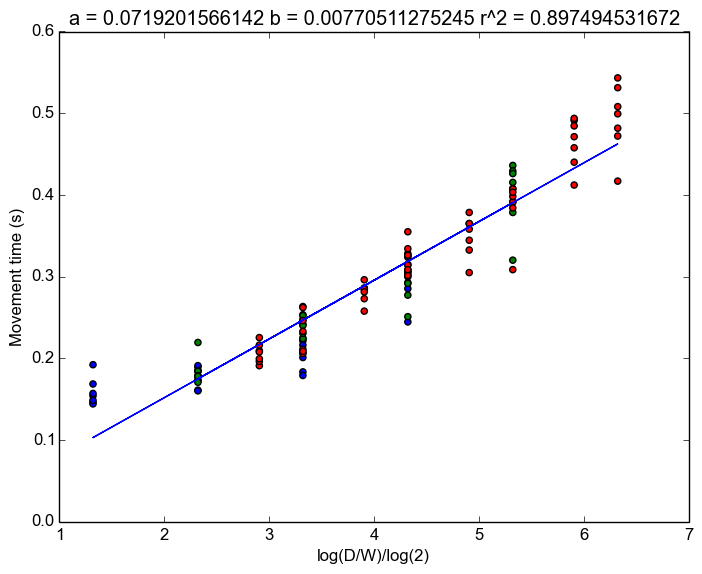 a = 0.0719201566142 b = 0.00770511275245 r^2 = 0.897494531672
0.6
0.5
0.4
0.3
0.2
0.1
0.0
Movement time (s)
1 2 3 4 5 6 7
log(D/W)/log(2)